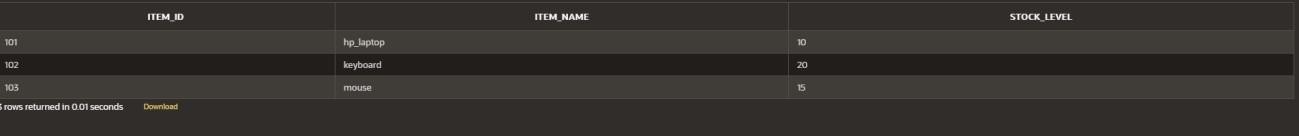 ITEM_ID ITEM_NAME STOCK_LEVEL
101 hp_laptop 10
102 keyboard 20
103 mouse 15
rows returned in 0.01 seconds Download